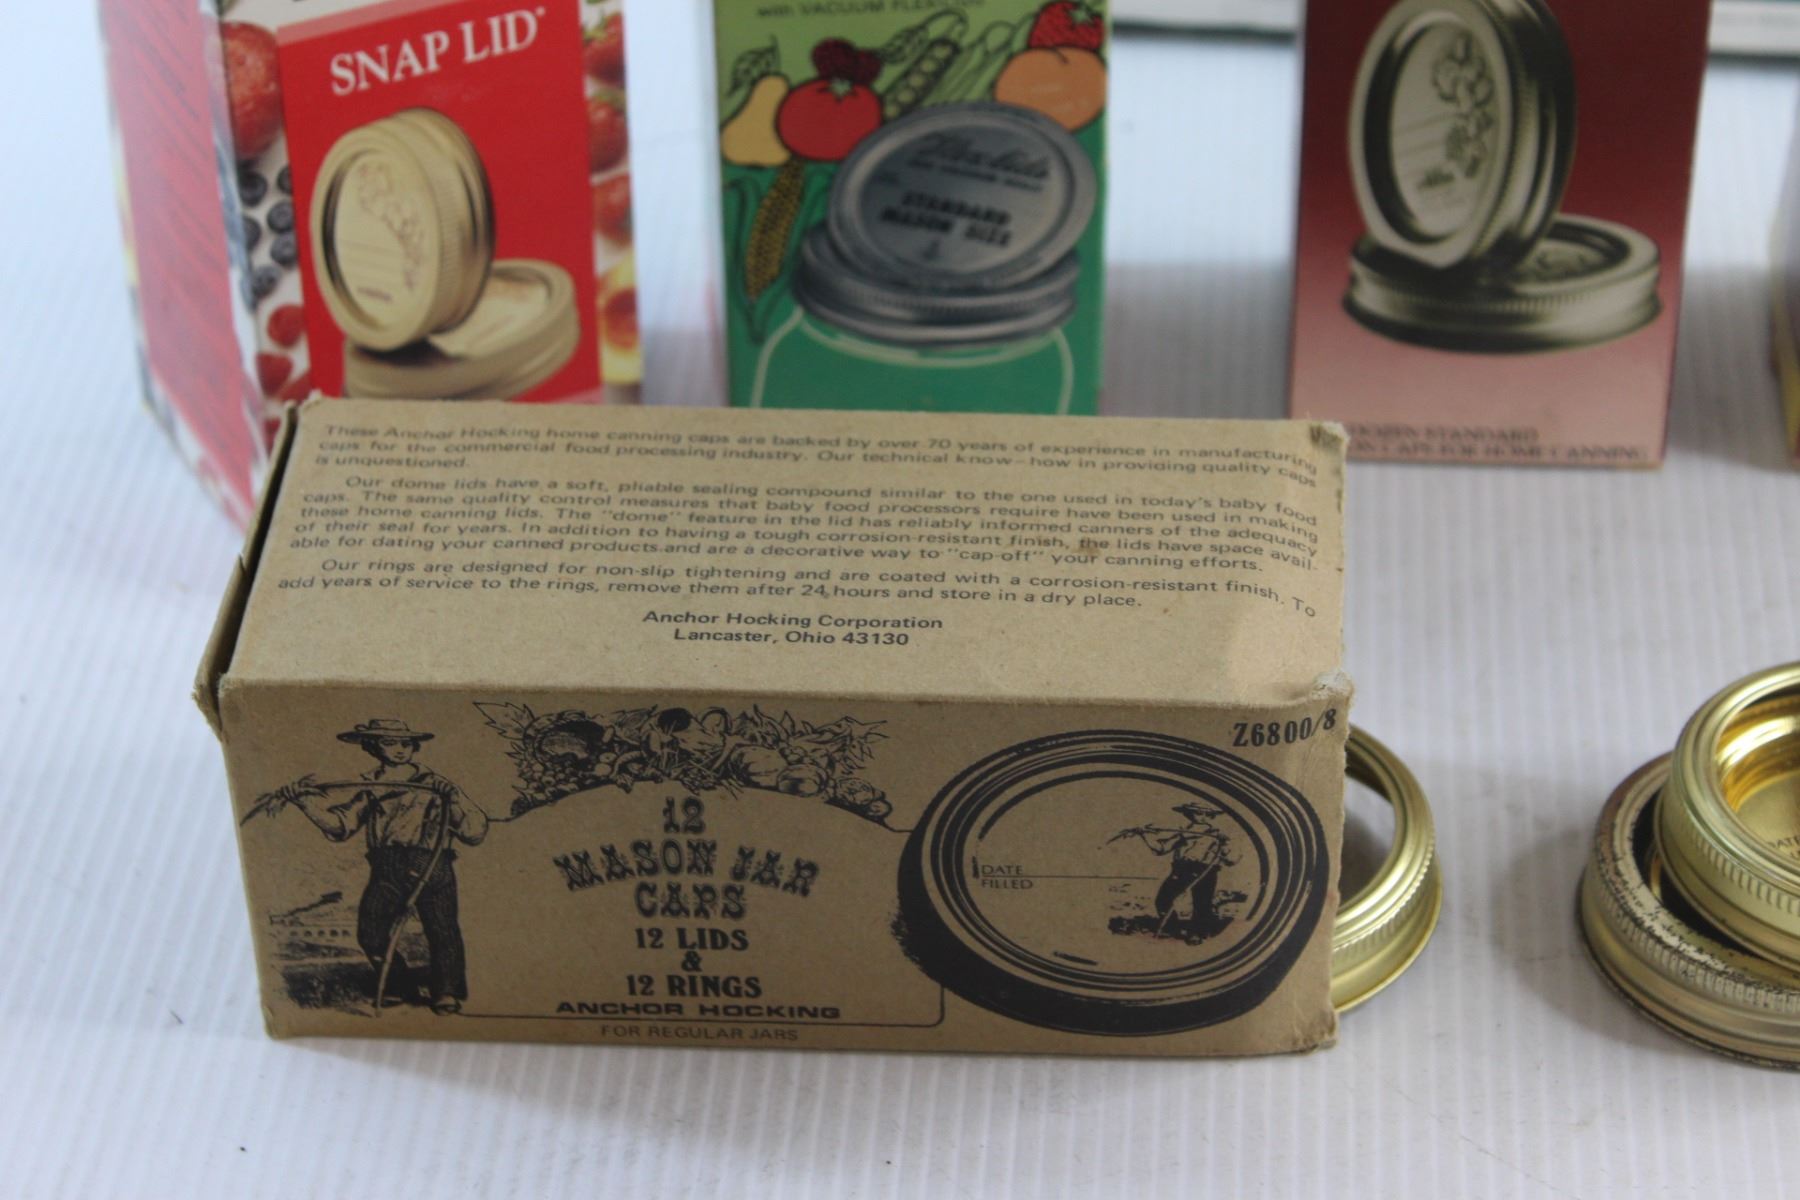 SNAP LID
with VACUUM
STANDARD
MASON SIZE
DOZEN STANDARD
CAPS FOR HOME CANNING
These Anchor Hocking home canning caps are backed by over 70 years of experience in manufacturing
caps for the commercial food processing industry. Our technical know-how in providing quality caps
is unquestioned.
Our dome lids have a soft, pliable sealing compound similar to the one used in today's baby food
caps. The same quality control measures that baby food processors require have been used in making
these home canning lids. The "dome" feature in the lid has reliably informed canners of the adequacy
of their seal for years. In addition to having a tough corrosion-resistant finish, the lids have space avail-
able for dating your canned products and are a decorative way to "cap-off" your canning efforts.
Our rings are designed for non-slip tightening and are coated with a corrosion-resistant finish. To
add years of service to the rings, remove them after 24 hours and store in a dry place.
Anchor Hocking Corporation
Lancaster, Ohio 43130
Z6800/8
12
MASON JAR
CAPS
12 LIDS
&
12 RINGS
ANCHOR HOCKING
FOR REGULAR JARS
DATE
FILLED